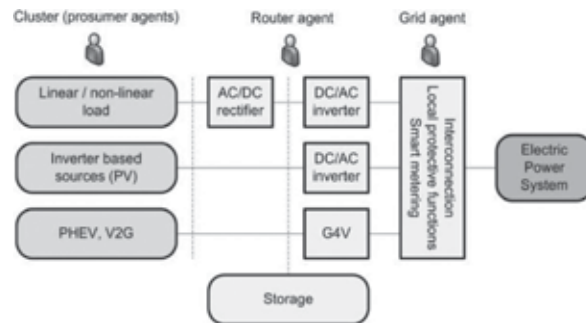 Cluster (prosumer agents)
Router agent
Grid agent
Linear / non-linear
load
AC/DC
rectifier
DC/AC
inverter
Inverter based
sources (PV)
DC/AC
inverter
PHEV, V2G
G4V
Interconnection
Local protective functions
Smart metering
Electric
Power
System
Storage